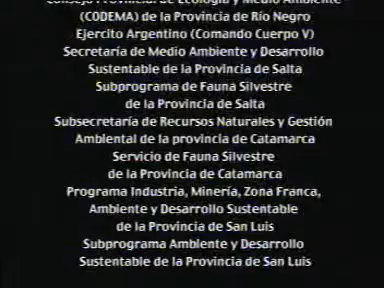 Consejo Provincial de Ecología y Medio Ambiente
(CODEMA) de la Provincia de Río Negro
Ejercito Argentino (Comando Cuerpo V)
Secretaría de Medio Ambiente y Desarrollo
Sustentable de la Provincia de Salta
Subprograma de Fauna Silvestre
de la Provincia de Salta
Subsecretaría de Recursos Naturales y Gestión
Ambiental de la provincia de Catamarca
Servicio de Fauna Silvestre
de la Provincia de Catamarca
Programa Industria, Minería, Zona Franca,
Ambiente y Desarrollo Sustentable
de la Provincia de San Luis
Subprograma Ambiente y Desarrollo
Sustentable de la Provincia de San Luis